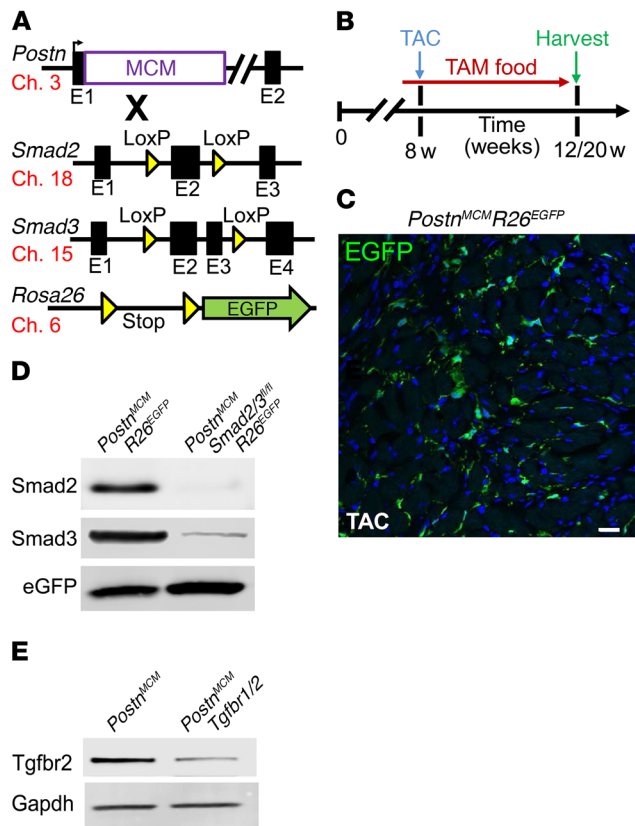 A
Postn
Ch. 3
MCM
E1
E2
X
Smad2
Ch. 18
LoxP
LoxP
E1
E2
E3
Smad3
Ch. 15
LoxP
LoxP
E1
E2
E3
E4
Rosa26
Ch. 6
Stop
EGFP
B
TAC
Harvest
TAM food
0
Time
(weeks)
8 w
12/20 w
C
PostnMCMR26EGFP
EGFP
TAC
D
PostnMCM
R26EGFP
PostnMCM
Smad2/3fl/fl
R26EGFP
Smad2
Smad3
eGFP
E
PostnMCM
PostnMCM
Tgfbr1/2
Tgfbr2
Gapdh